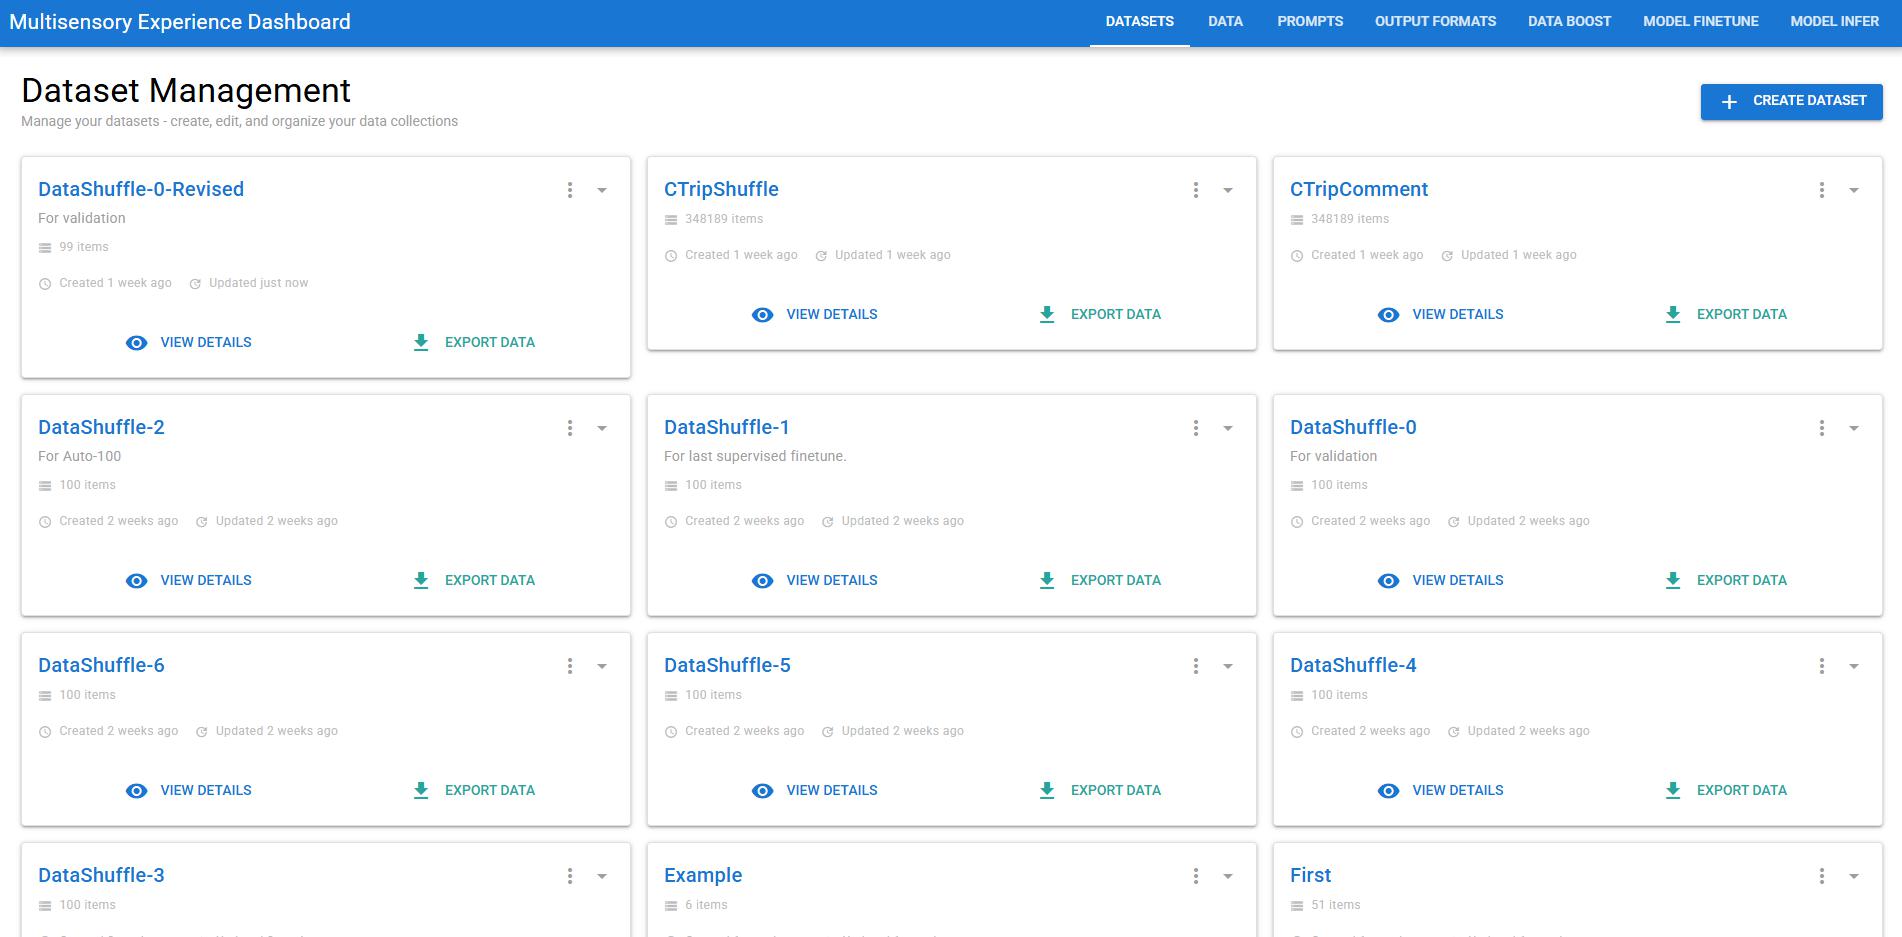 Multisensory Experience Dashboard
DATASETS DATA PROMPTS OUTPUT FORMATS DATA BOOST MODEL FINETUNE MODEL INFER
Dataset Management
Manage your datasets - create, edit, and organize your data collections
CREATE DATASET
DataShuffle-0-Revised
For validation
99 items
Created 1 week ago Updated just now
VIEW DETAILS EXPORT DATA
CTripShuffle
348189 items
Created 1 week ago Updated 1 week ago
VIEW DETAILS EXPORT DATA
CTripComment
348189 items
Created 1 week ago Updated 1 week ago
VIEW DETAILS EXPORT DATA
DataShuffle-2
For Auto-100
100 items
Created 2 weeks ago Updated 2 weeks ago
VIEW DETAILS EXPORT DATA
DataShuffle-1
For last supervised finetune.
100 items
Created 2 weeks ago Updated 2 weeks ago
VIEW DETAILS EXPORT DATA
DataShuffle-0
For validation
100 items
Created 2 weeks ago Updated 2 weeks ago
VIEW DETAILS EXPORT DATA
DataShuffle-6
100 items
Created 2 weeks ago Updated 2 weeks ago
VIEW DETAILS EXPORT DATA
DataShuffle-5
100 items
Created 2 weeks ago Updated 2 weeks ago
VIEW DETAILS EXPORT DATA
DataShuffle-4
100 items
Created 2 weeks ago Updated 2 weeks ago
VIEW DETAILS EXPORT DATA
DataShuffle-3
100 items
Example
6 items
First
51 items